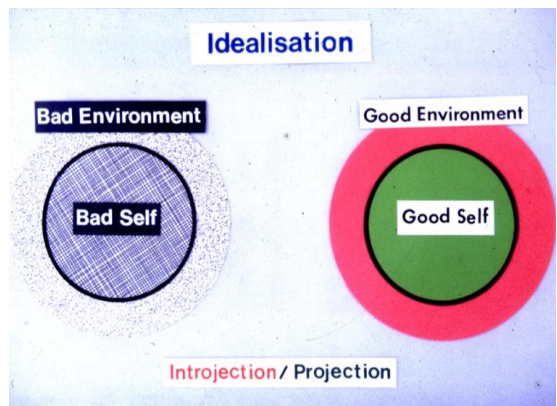 Idealisation
Bad Environment
Good Environment
Bad Self
Good Self
Introjection / Projection